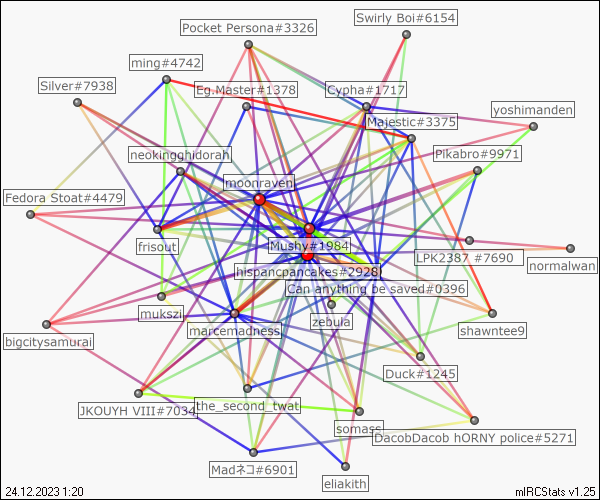 Swirly Boi#6154
Pocket Persona#3326
ming#4742
Silver#7938
Eg.Master#1378
Cypha#1717
yoshimanden
Majestic#3375
neokingghidorah
Pikabro#9971
moonraven
Fedora Stoat#4479
Mushy#1984
frisout
LPK2387 #7690
normalwan
hispancpancakes#2928
Can anything be saved#0396
mukszi
zebula
marcemadness
shawntee9
bigcitysamurai
Duck#1245
JKOUYH VIII#7034
the_second_twat
somass
DacobDacob hORNY police#5271
Madネコ#6901
eliakith
24.12.2023 1:20
mIRCStats v1.25